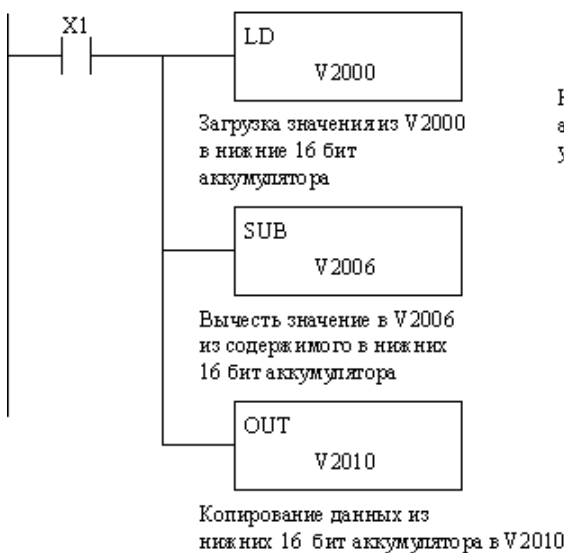 X1
LD
V2000
Загрузка значения из V2000
в нижние 16 бит
аккумулятора
SUB
V2006
Вычесть значение в V2006
из содержимого в нижних
16 бит аккумулятора
OUT
V2010
Копирование данных из
нижних 16 бит аккумулятора в V2010